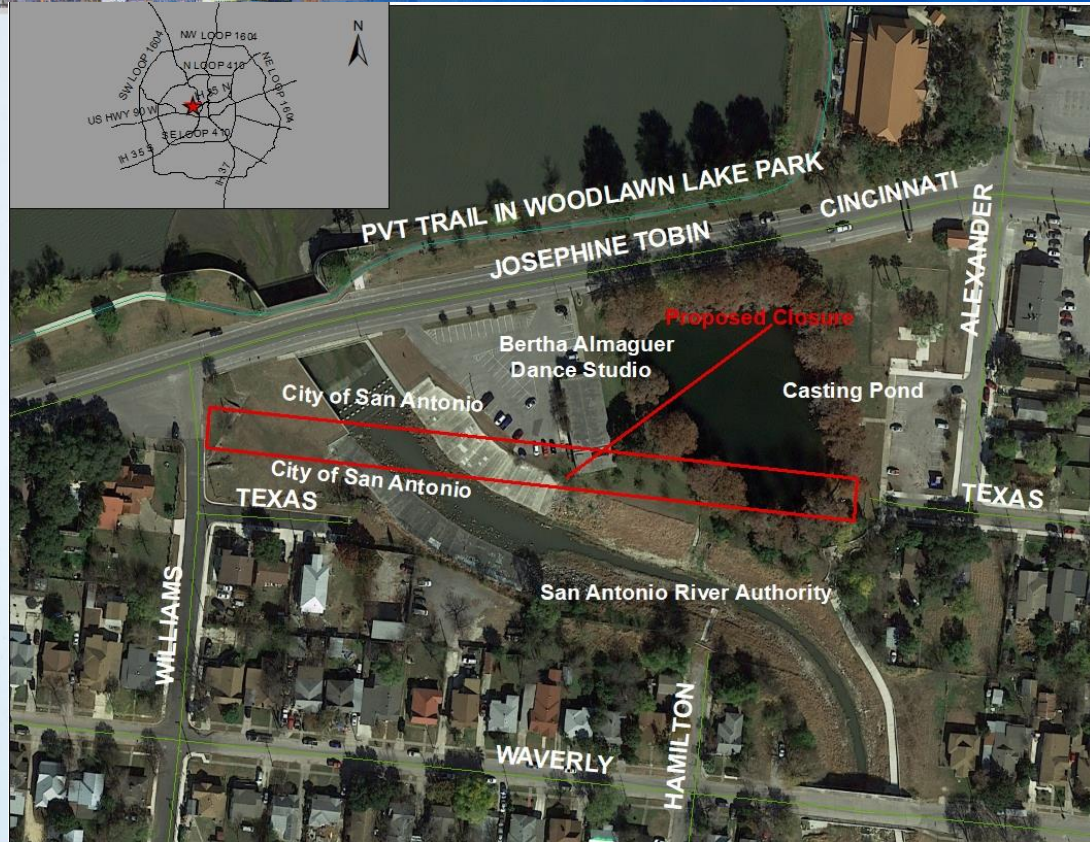 NW LOOP 1604
N LOOP 410
SW LOOP 1604
NE LOOP 1604
IH 35 N
US HWY 90 W
SE LOOP 410
IH 35 S
IH 37
N
PVT TRAIL IN WOODLAWN LAKE PARK
JOSEPHINE TOBIN
CINCINNATI
ALEXANDER
Proposed Closure
Bertha Almaguer
Dance Studio
Casting Pond
City of San Antonio
City of San Antonio
TEXAS
TEXAS
WILLIAMS
San Antonio River Authority
HAMILTON
WAVERLY